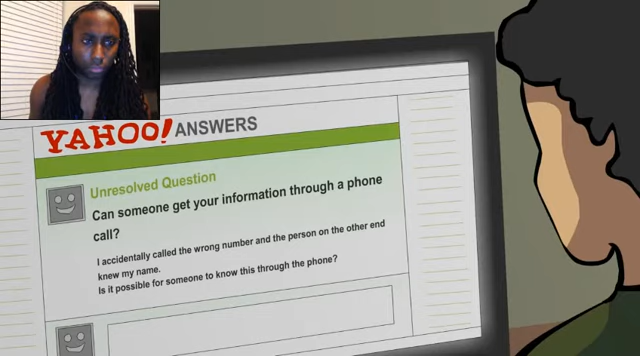 YAHOO! ANSWERS
Unresolved Question
Can someone get your information through a phone
call?
I accidentally called the wrong number and the person on the other end
knew my name.
Is it possible for someone to know this through the phone?